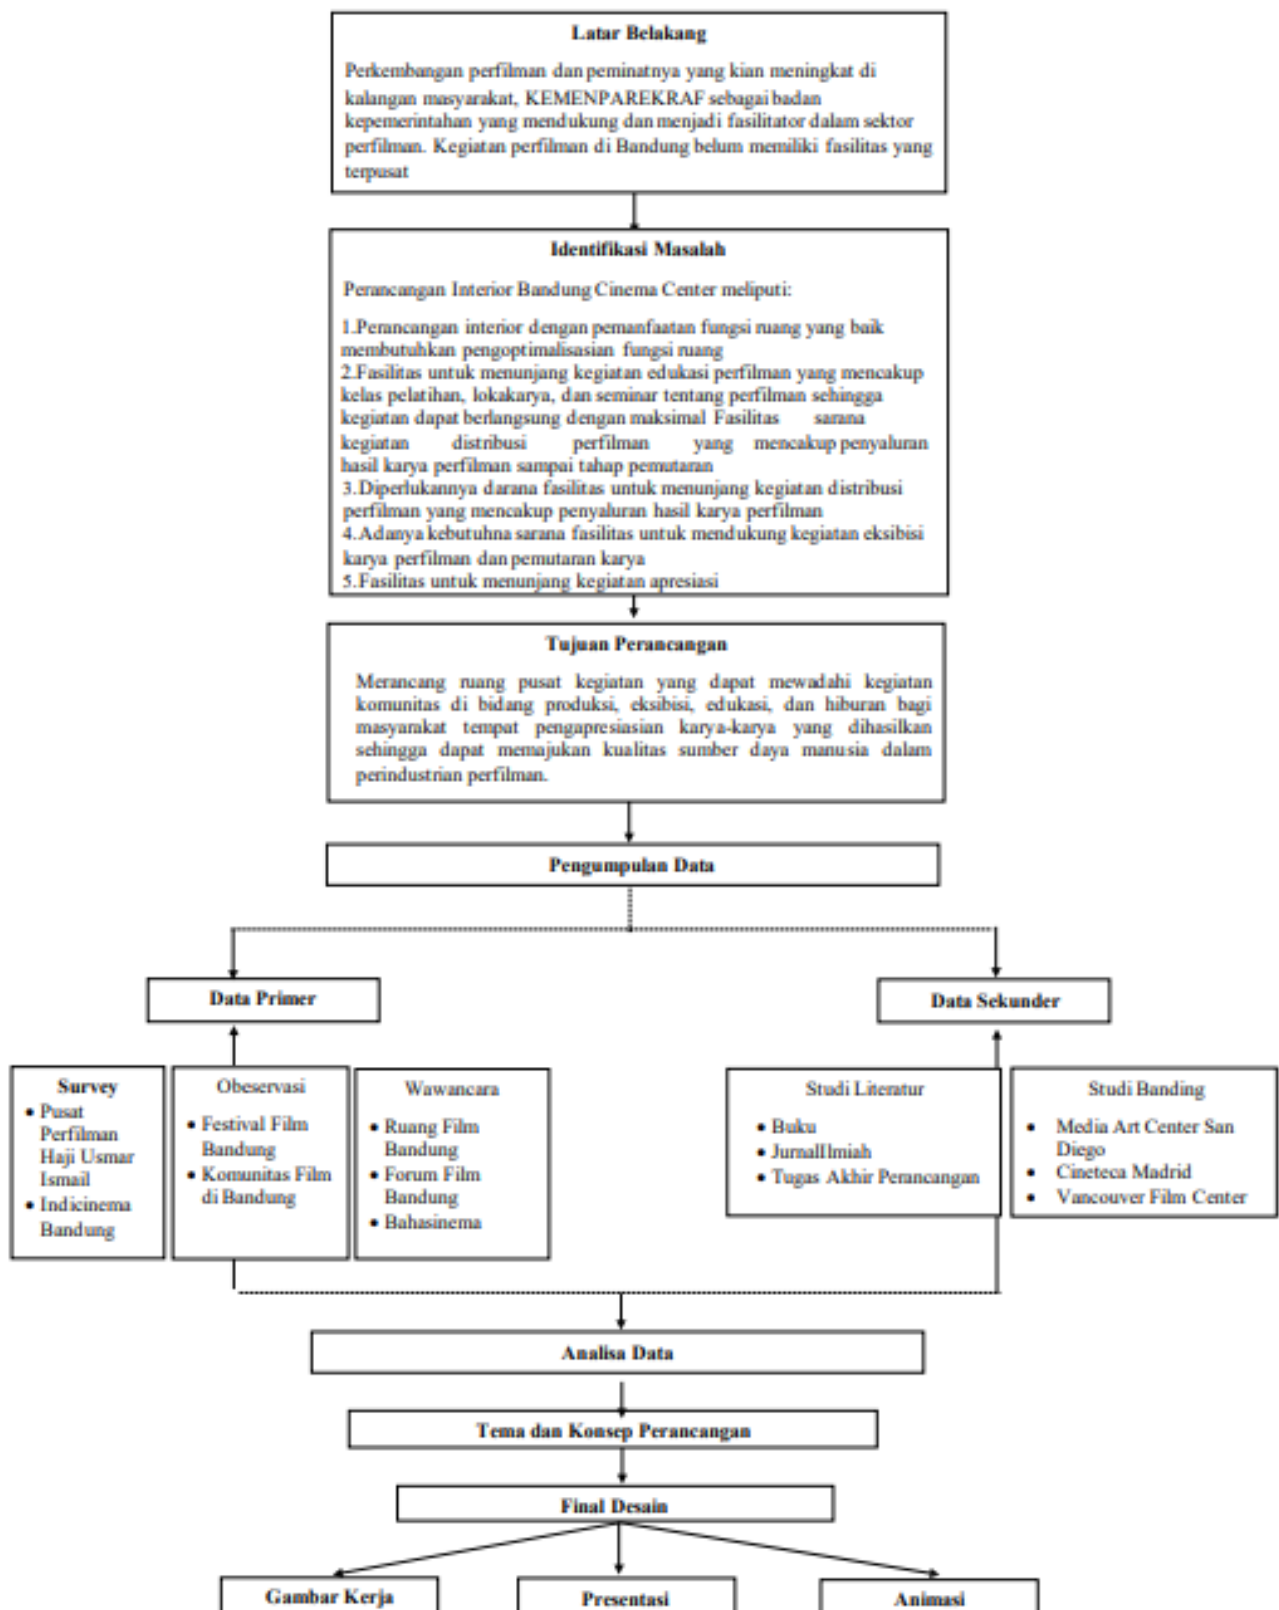 Latar Belakang
Perkembangan perfilman dan peminatnya yang kian meningkat di
kalangan masyarakat, KEMENPAREKRAF sebagai badan
kepemerintahan yang mendukung dan menjadi fasilitator dalam sektor
perfilman. Kegiatan perfilman di Bandung belum memiliki fasilitas yang
terpusat
Identifikasi Masalah
Perancangan Interior Bandung Cinema Center meliputi:
1.Perancangan interior dengan pemanfaatan fungsi ruang yang baik
membutuhkan pengoptimalisasian fungsi ruang
2.Fasilitas untuk menunjang kegiatan edukasi perfilman yang mencakup
kelas pelatihan, lokakarya, dan seminar tentang perfilman sehingga
kegiatan dapat berlangsung dengan maksimal Fasilitas sarana
kegiatan distribusi perfilman yang mencakup penyaluran
hasil karya perfilman sampai tahap pemutaran
3.Diperlukannya darana fasilitas untuk menunjang kegiatan distribusi
perfilman yang mencakup penyaluran hasil karya perfilman
4.Adanya kebutuhna sarana fasilitas untuk mendukung kegiatan eksibisi
karya perfilman dan pemutaran karya
5.Fasilitas untuk menunjang kegiatan apresiasi
Tujuan Perancangan
Merancang ruang pusat kegiatan yang dapat mewadahi kegiatan
komunitas di bidang produksi, eksibisi, edukasi, dan hiburan bagi
masyarakat tempat pengapresiasian karya-karya yang dihasilkan
sehingga dapat memajukan kualitas sumber daya manusia dalam
perindustrian perfilman.
Pengumpulan Data
Data Primer
Data Sekunder
Survey
• Pusat
Perfilman
Haji Usmar
Ismail
• Indicinema
Bandung
Obeservasi
• Festival Film
Bandung
• Komunitas Film
di Bandung
Wawancara
• Ruang Film
Bandung
• Forum Film
Bandung
• Bahasinema
Studi Literatur
• Buku
• JurnalIlmiah
• Tugas Akhir Perancangan
Studi Banding
• Media Art Center San
Diego
• Cineteca Madrid
• Vancouver Film Center
Analisa Data
Tema dan Konsep Perancangan
Final Desain
Gambar Kerja
Presentasi
Animasi